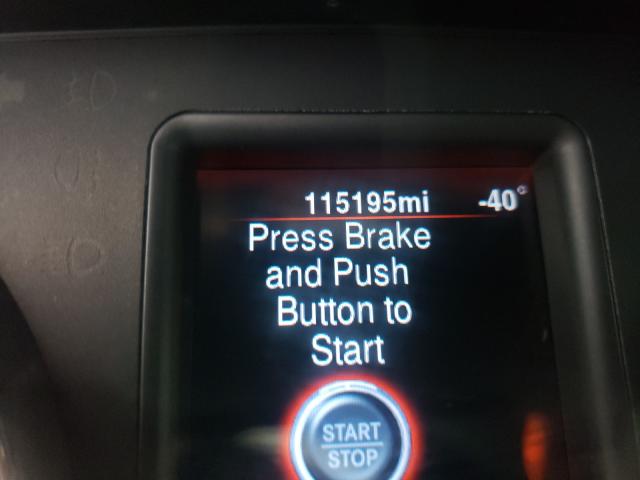 115195mi -40°
Press Brake
and Push
Button to
Start
START
STOP